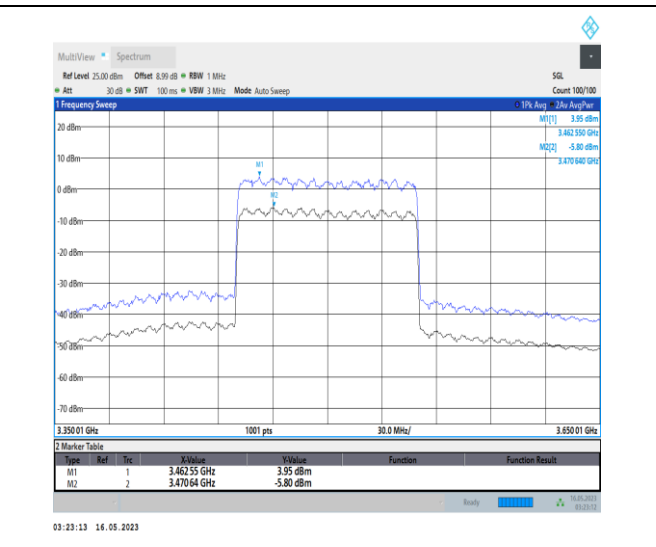 MultiView Spectrum
Ref Level 25.00 dBm Offset 8.99 dB RBW 1 MHz SGL
Att 30 dB SWT 100 ms VBW 3 MHz Mode Auto Sweep Count 100/100
1 Frequency Sweep 1Pk Avg 2Av AvgPwr
M1[1] 3.95 dBm
3.462 550 GHz
M2[2] -5.80 dBm
3.470 640 GHz
20 dBm
10 dBm
M1
0 dBm
M2
-10 dBm
-20 dBm
-30 dBm
-40 dBm
-50 dBm
-60 dBm
-70 dBm
3.350 01 GHz 1001 pts 30.0 MHz/ 3.650 01 GHz
2 Marker Table
Type Ref Trc X-Value Y-Value Function Function Result
M1 1 3.462 55 GHz 3.95 dBm
M2 2 3.470 64 GHz -5.80 dBm
Ready 16.05.2023
03:23:12
03:23:13 16.05.2023